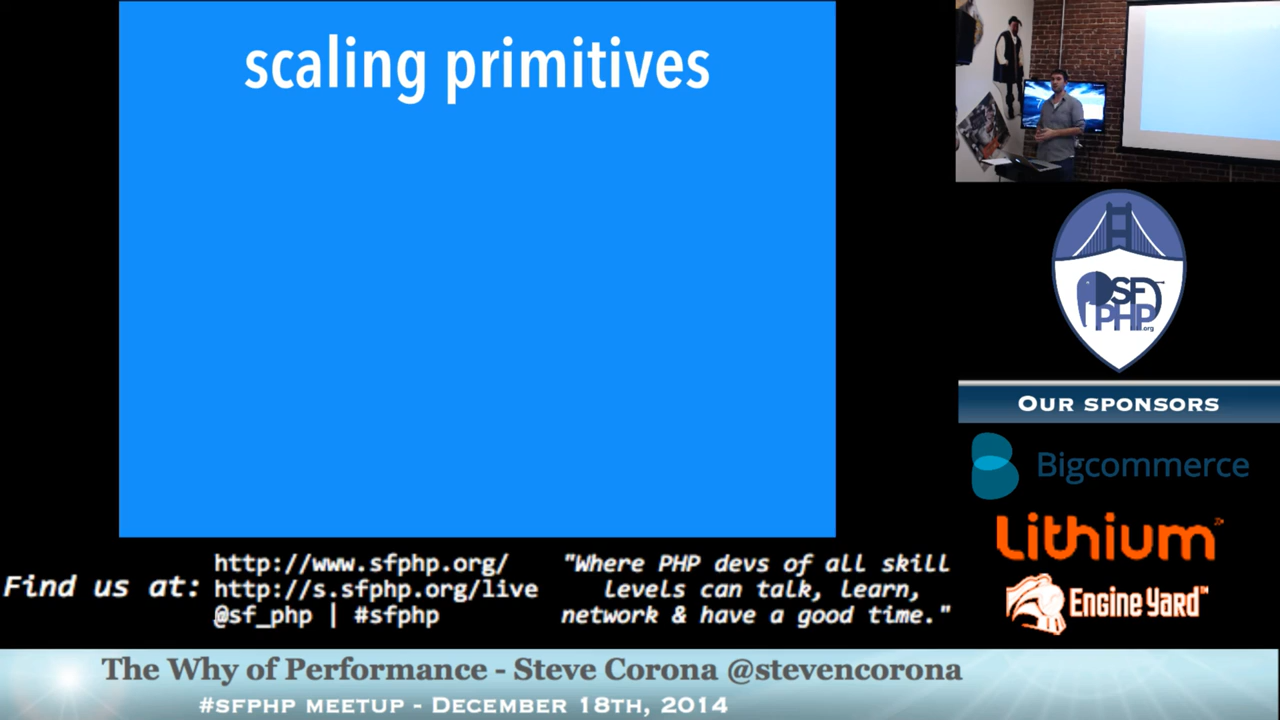 scaling primitives
SF
PHP
.org
OUR SPONSORS
Bigcommerce
Lithium
Engine Yard™
Find us at:
http://www.sfphp.org/
http://s.sfphp.org/live
@sf_php | #sfphp
"Where PHP devs of all skill
levels can talk, learn,
network & have a good time."
The Why of Performance - Steve Corona @stevencorona
#SFPHP MEETUP - DECEMBER 18TH, 2014